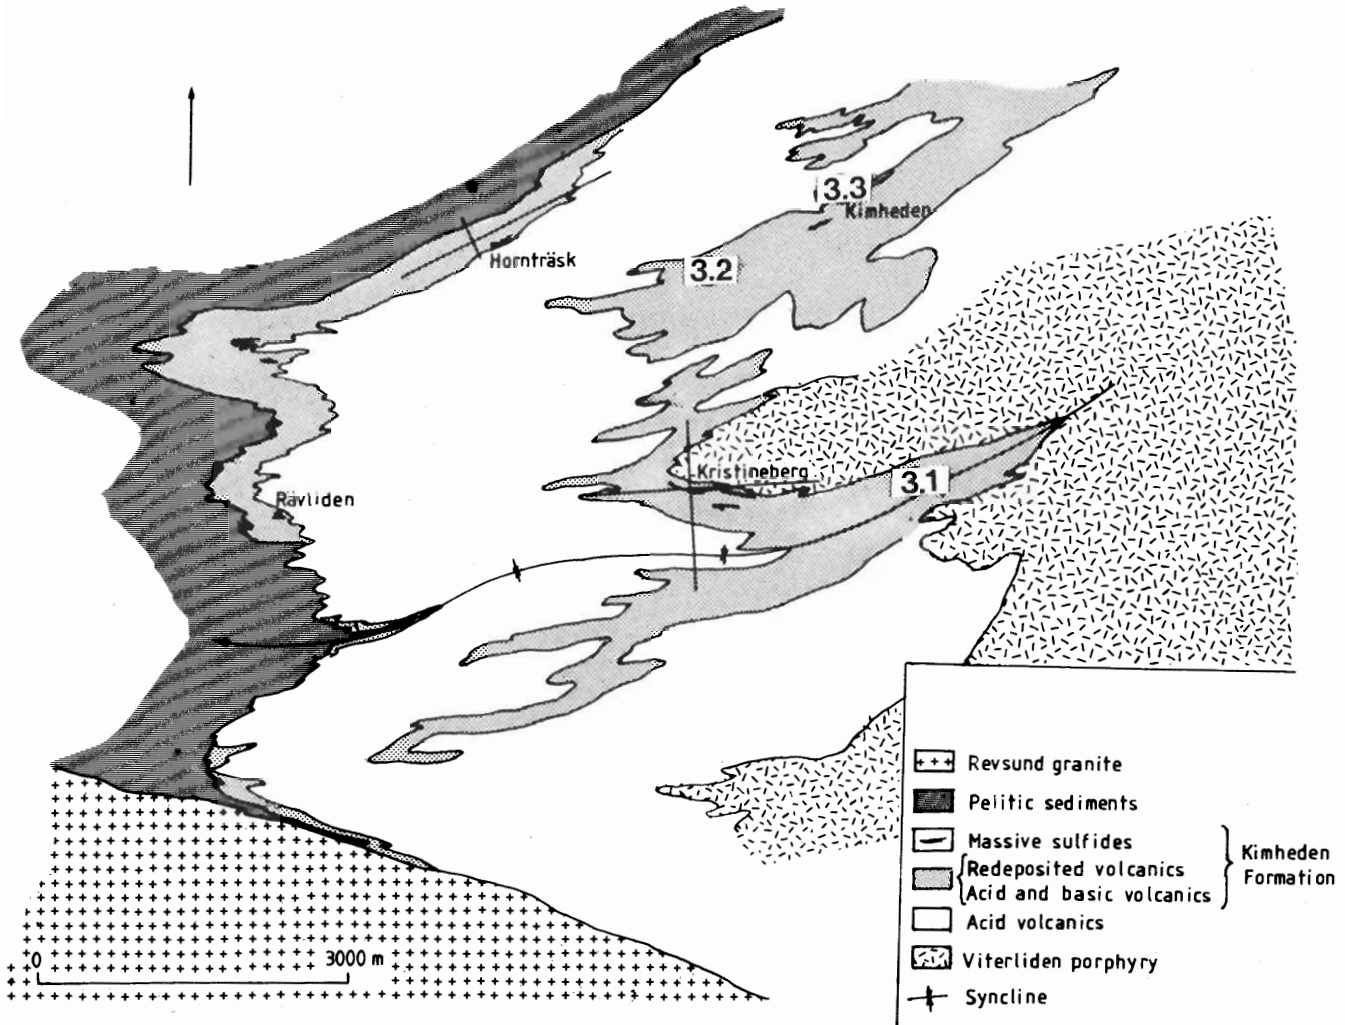 3.3
Kimheden
Hornträsk
3.2
Kristineberg
3.1
Rävliden
Revsund granite
Pelitic sediments
Massive sulfides
Redeposited volcanics
Acid and basic volcanics
Kimheden
Formation
Acid volcanics
Viterliden porphyry
Syncline
0 3000 m